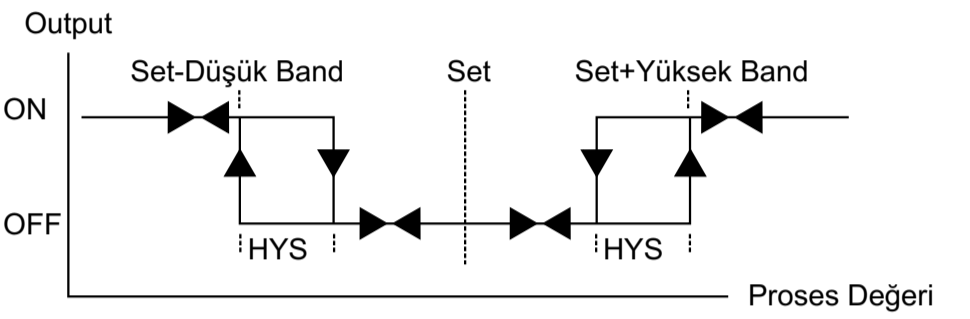 Output
Set-Düşük Band
Set
Set+Yüksek Band
ON
OFF
HYS
HYS
Proses Değeri